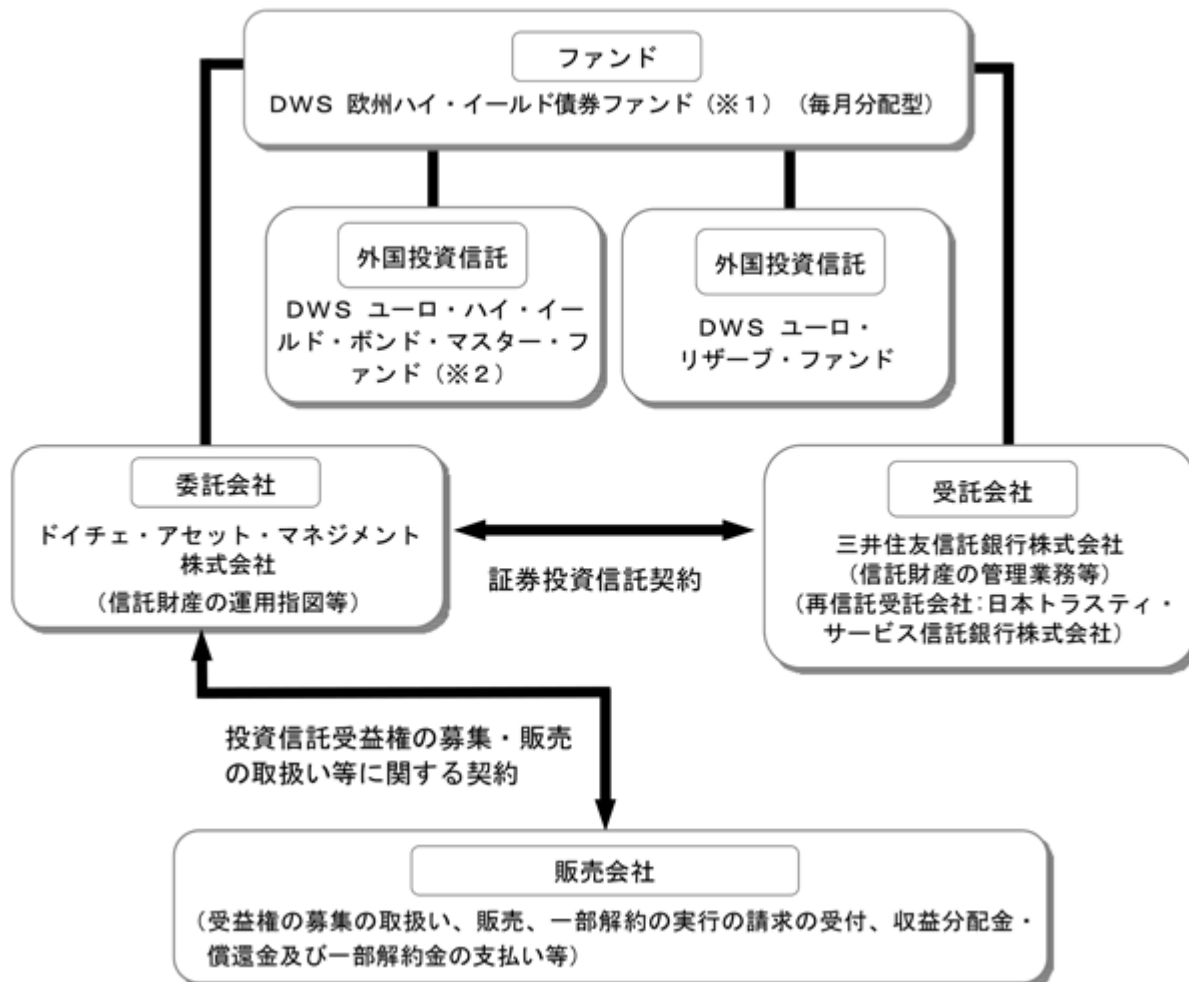 ファンド
DWS 欧州ハイ・イールド債券ファンド(※1)(毎月分配型)
外国投資信託
DWS ユーロ・ハイ・イー
ルド・ボンド・マスター・フ
ァンド(※2)
外国投資信託
DWS ユーロ・
リザーブ・ファンド
委託会社
ドイチェ・アセット・マネジメント
株式会社
(信託財産の運用指図等)
証券投資信託契約
受託会社
三井住友信託銀行株式会社
(信託財産の管理業務等)
(再信託受託会社:日本トラスティ・
サービス信託銀行株式会社)
投資信託受益権の募集・販売
の取扱い等に関する契約
販売会社
(受益権の募集の取扱い、販売、一部解約の実行の請求の受付、収益分配金・
償還金及び一部解約金の支払い等)